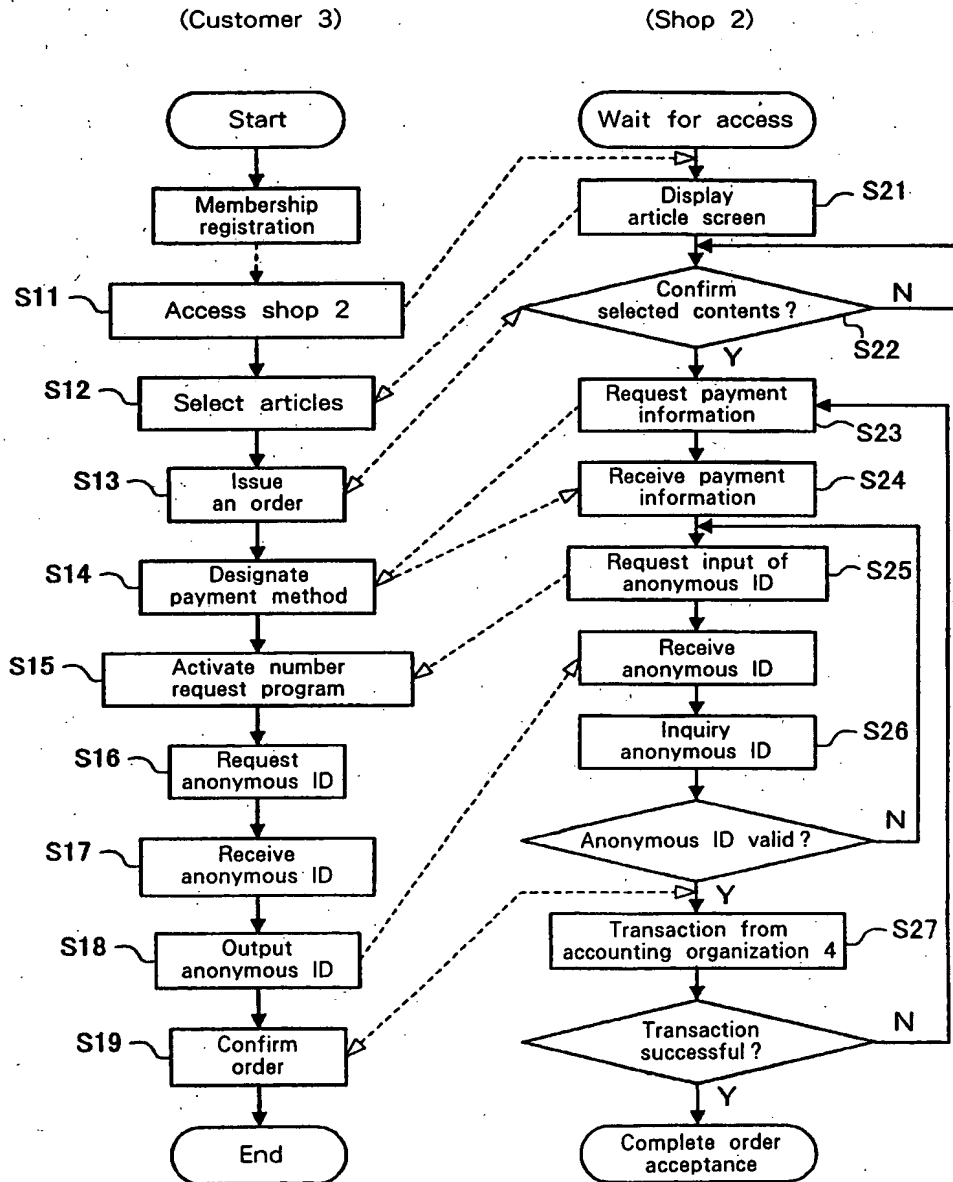 (Customer 3)
(Shop 2)
Start
Wait for access
Membership
registration
Display
article screen
S21
S11
Access shop 2
Confirm
selected contents ?
N
S22
Y
S12
Select articles
Request payment
information
S23
S13
Issue
an order
Receive payment
information
S24
S14
Designate
payment method
Request input of
anonymous ID
S25
S15
Activate number
request program
Receive
anonymous ID
S16
Request
anonymous ID
Inquiry
anonymous ID
S26
S17
Receive
anonymous ID
Anonymous ID valid ?
N
Y
S18
Output
anonymous ID
Transaction from
accounting organization 4
S27
S19
Confirm
order
Transaction
successful ?
N
Y
End
Complete order
acceptance